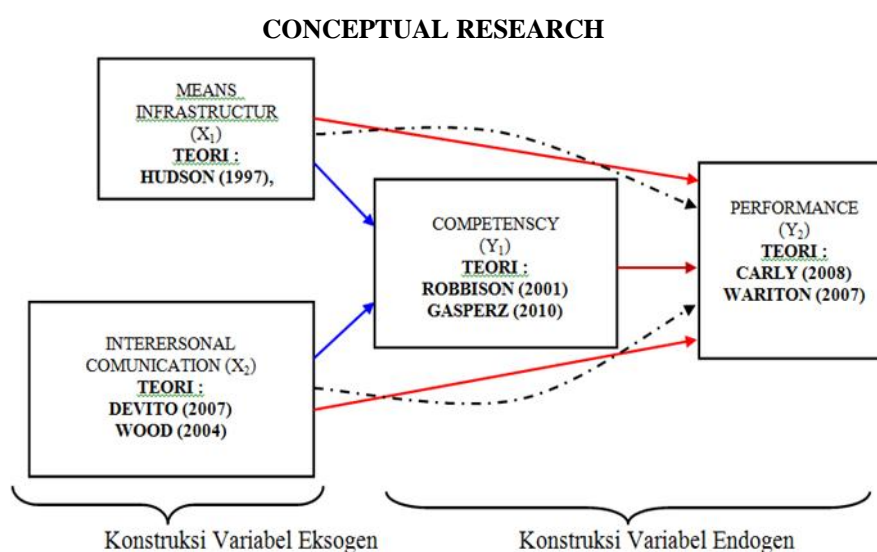 CONCEPTUAL RESEARCH
MEANS
INFRASTRUCTUR
(X₁)
TEORI :
HUDSON (1997),
COMPETENSCY
(Y₁)
TEORI :
ROBBISON (2001)
GASPERZ (2010)
PERFORMANCE
(Y₂)
TEORI :
CARLY (2008)
WARITON (2007)
INTERERSONAL
COMUNICATION (X₂)
TEORI :
DEVITO (2007)
WOOD (2004)
Konstruksi Variabel Eksogen
Konstruksi Variabel Endogen